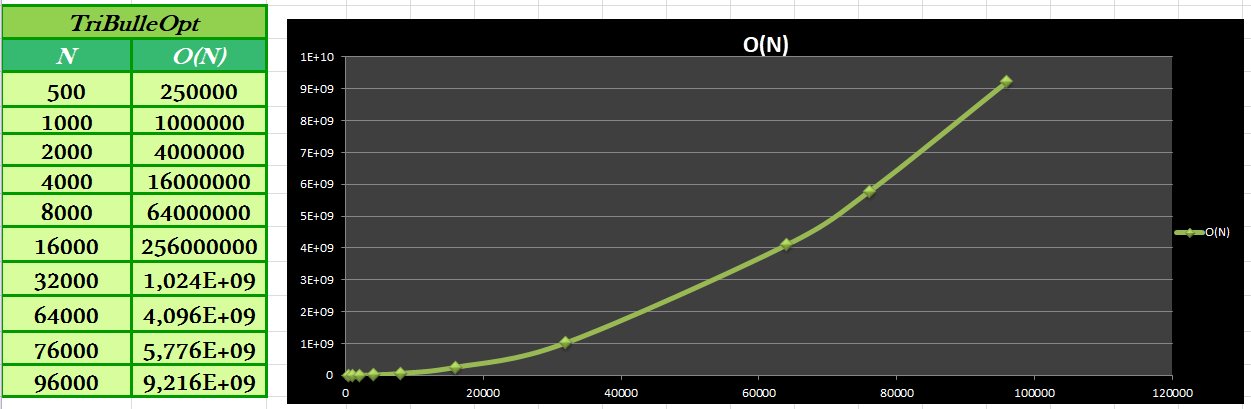 TriBulleOpt
N O(N)
500 250000
1000 1000000
2000 4000000
4000 16000000
8000 64000000
16000 256000000
32000 1,024E+09
64000 4,096E+09
76000 5,776E+09
96000 9,216E+09
O(N)
1E+10
9E+09
8E+09
7E+09
6E+09
5E+09
4E+09
3E+09
2E+09
1E+09
0
0 20000 40000 60000 80000 100000 120000
O(N)